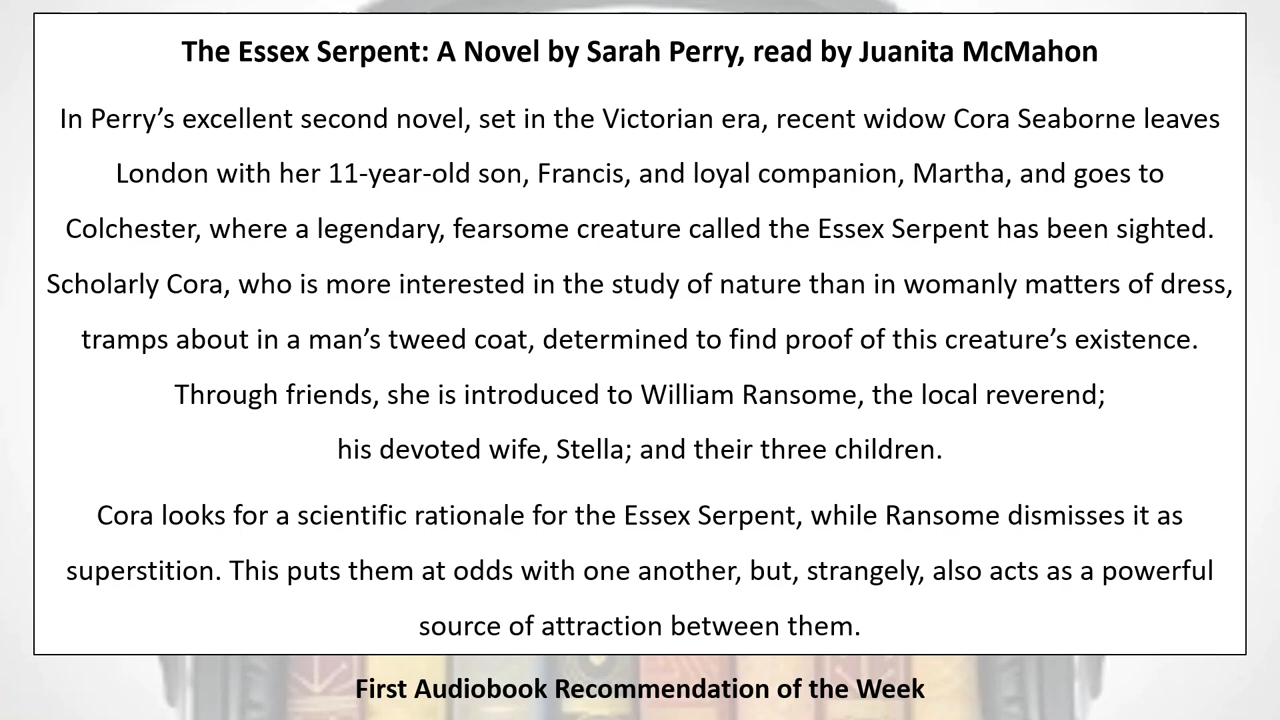 The Essex Serpent: A Novel by Sarah Perry, read by Juanita McMahon
In Perry’s excellent second novel, set in the Victorian era, recent widow Cora Seaborne leaves
London with her 11-year-old son, Francis, and loyal companion, Martha, and goes to
Colchester, where a legendary, fearsome creature called the Essex Serpent has been sighted.
Scholarly Cora, who is more interested in the study of nature than in womanly matters of dress,
tramps about in a man’s tweed coat, determined to find proof of this creature’s existence.
Through friends, she is introduced to William Ransome, the local reverend;
his devoted wife, Stella; and their three children.
Cora looks for a scientific rationale for the Essex Serpent, while Ransome dismisses it as
superstition. This puts them at odds with one another, but, strangely, also acts as a powerful
source of attraction between them.
First Audiobook Recommendation of the Week